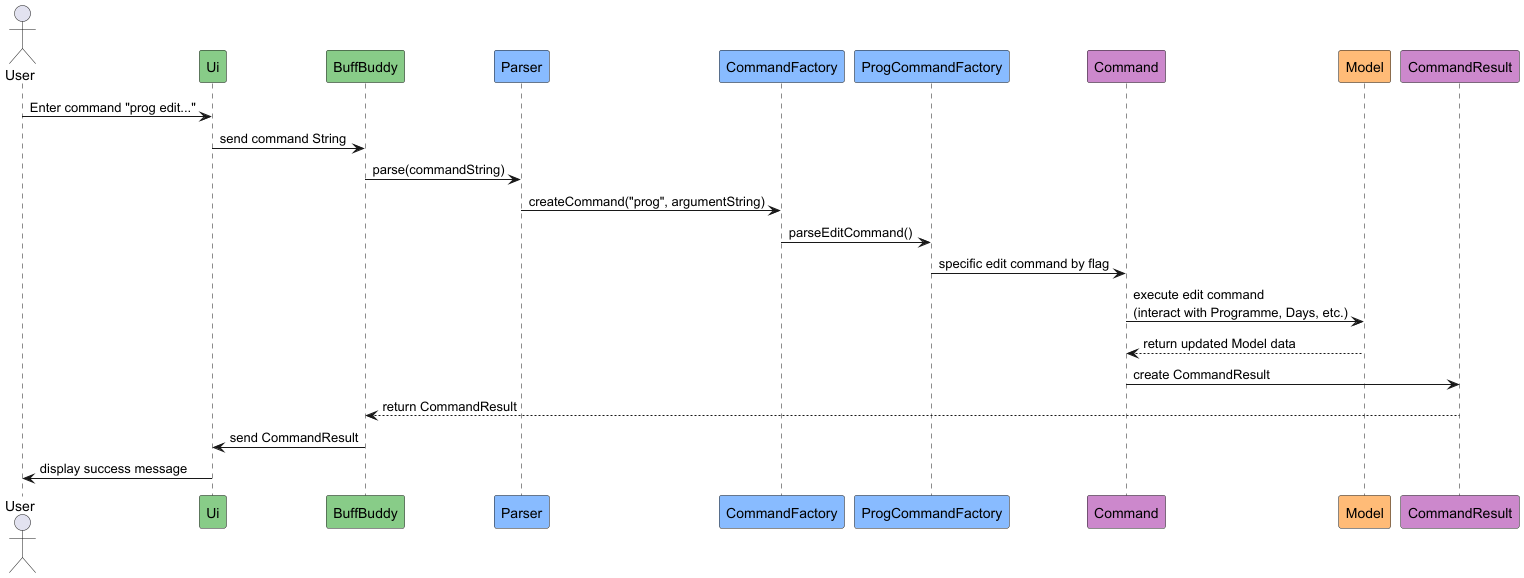 User
Ui
BuffBuddy
Parser
CommandFactory
ProgCommandFactory
Command
Model
CommandResult
Enter command "prog edit..."
send command String
parse(commandString)
createCommand("prog", argumentString)
parseEditCommand()
specific edit command by flag
execute edit command
(interact with Programme, Days, etc.)
return updated Model data
create CommandResult
return CommandResult
send CommandResult
display success message
User
Ui
BuffBuddy
Parser
CommandFactory
ProgCommandFactory
Command
Model
CommandResult